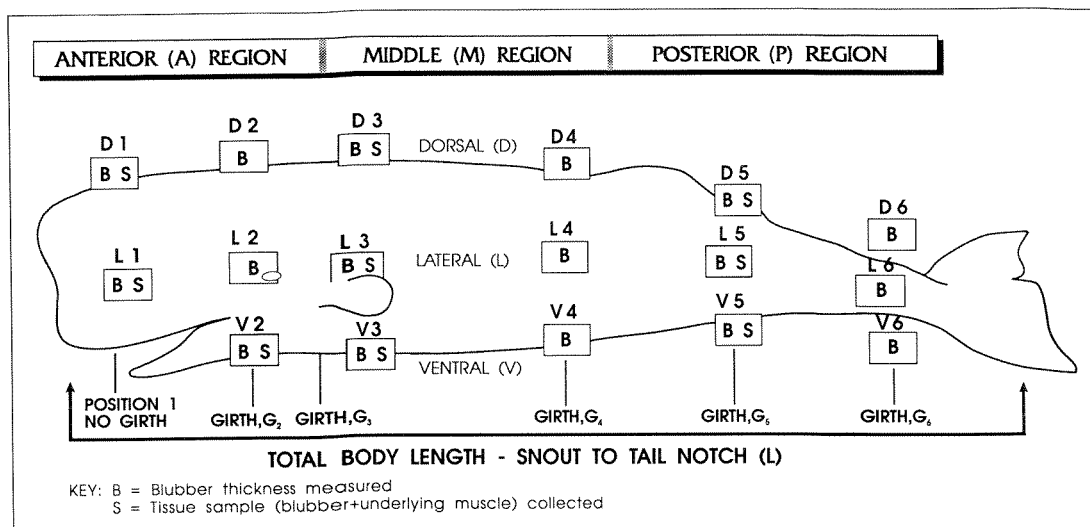 ANTERIOR (A) REGION MIDDLE (M) REGION POSTERIOR (P) REGION
D 1 D 2 D 3 DORSAL (D) D 4 D 5 D 6
B S B B S B B S B
L 1 L 2 L 3 LATERAL (L) L 4 L 5 L 6
B S B B S B B S B
V 2 V3 VENTRAL (V) V 4 V 5 V6
B S B S B B S B
POSITION 1
NO GIRTH
GIRTH,G₂ GIRTH,G₃ GIRTH,G₄ GIRTH,G₅ GIRTH,G₆
TOTAL BODY LENGTH - SNOUT TO TAIL NOTCH (L)
KEY: B = Blubber thickness measured
S = Tissue sample (blubber+underlying muscle) collected